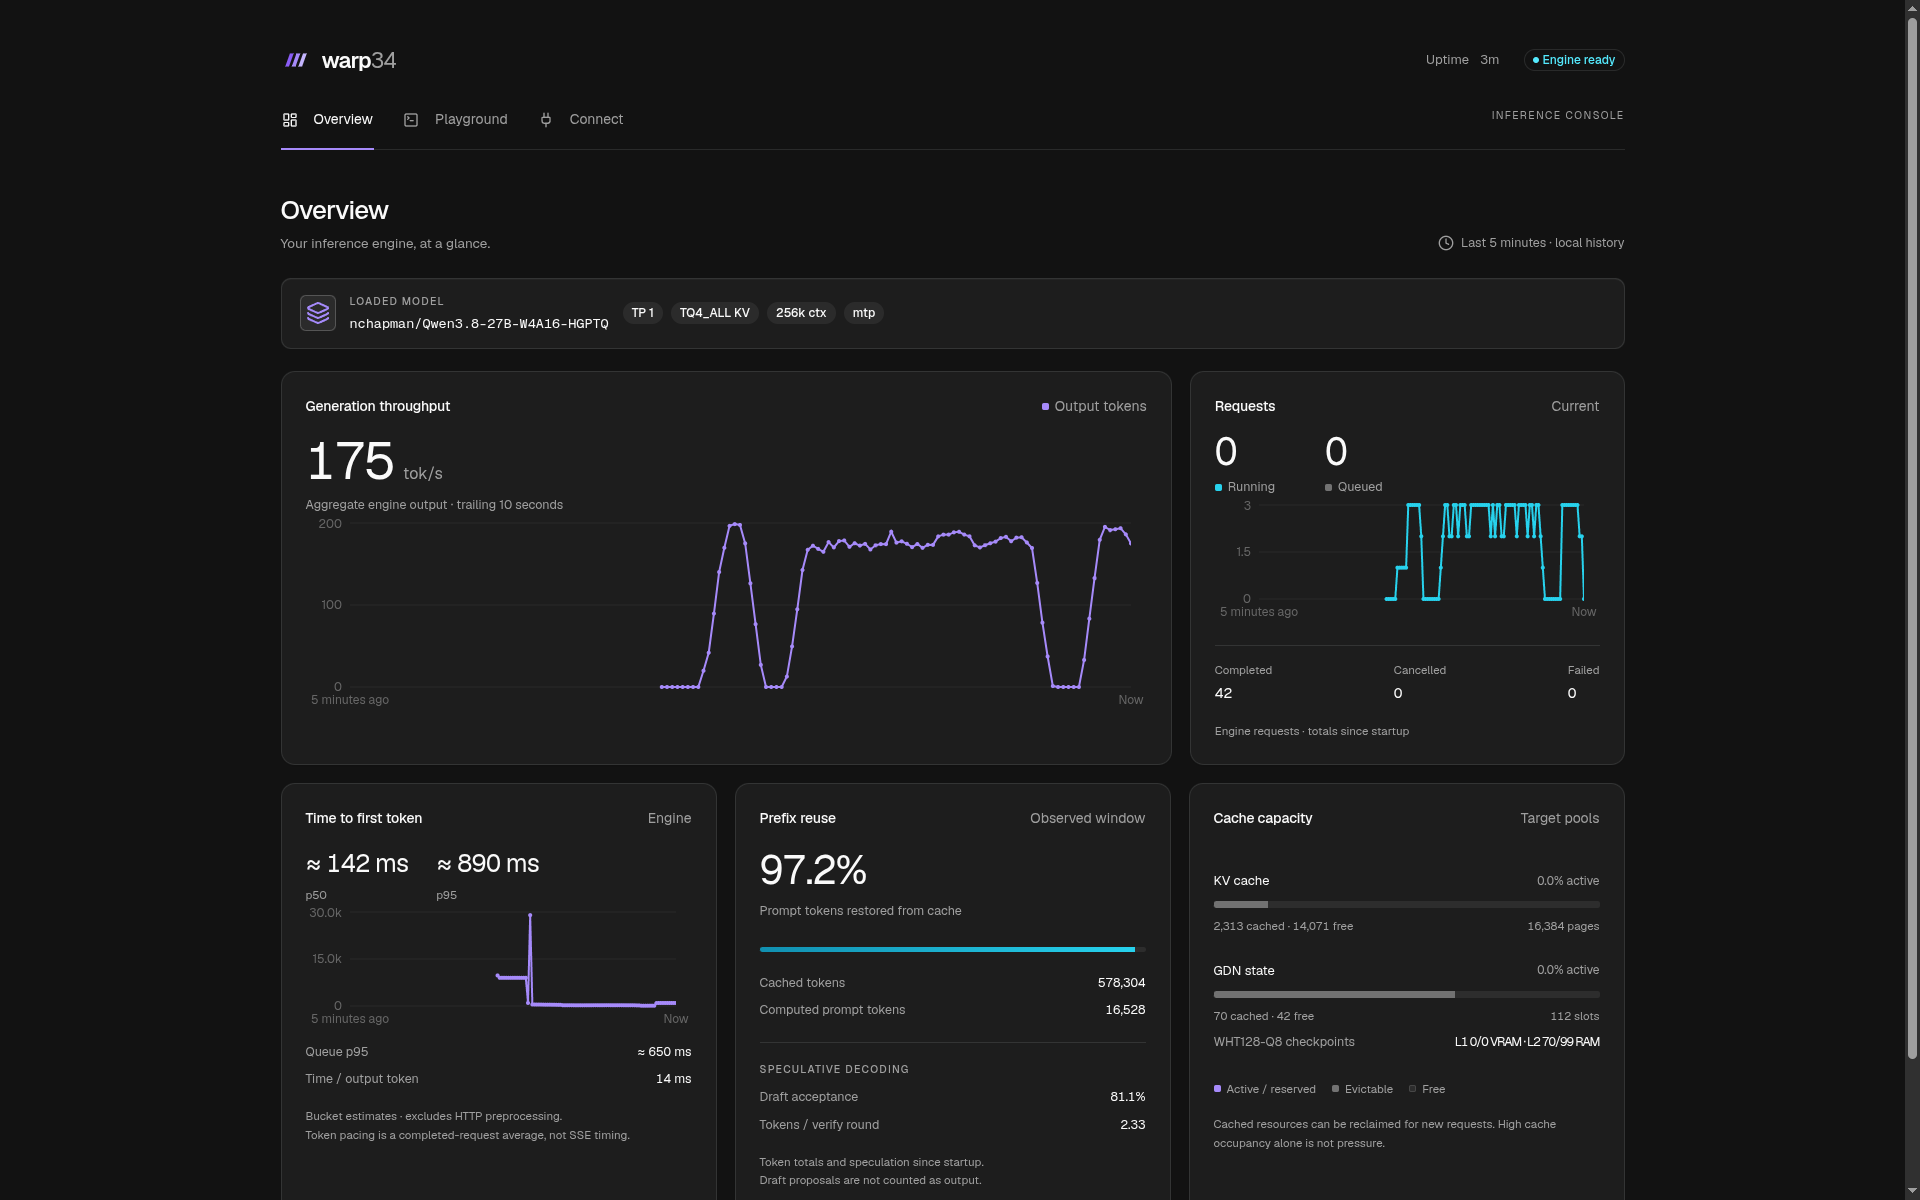 warp34
Uptime 3m
Engine ready
Overview
Playground
Connect
INFERENCE CONSOLE
Overview
Your inference engine, at a glance.
Last 5 minutes · local history
LOADED MODEL
nchapman/Qwen3.8-27B-W4A16-HGPTQ
TP 1
TQ4_ALL KV
256k ctx
mtp
Generation throughput
Output tokens
175 tok/s
Aggregate engine output · trailing 10 seconds
200
100
0
5 minutes ago
Now
Requests
Current
0
0
Running
Queued
3
1.5
0
5 minutes ago
Now
Completed
Cancelled
Failed
42
0
0
Engine requests · totals since startup
Time to first token
Engine
≈ 142 ms
≈ 890 ms
p50
p95
30.0k
15.0k
0
5 minutes ago
Now
Queue p95
≈ 650 ms
Time / output token
14 ms
Bucket estimates · excludes HTTP preprocessing.
Token pacing is a completed-request average, not SSE timing.
Prefix reuse
Observed window
97.2%
Prompt tokens restored from cache
Cached tokens
578,304
Computed prompt tokens
16,528
SPECULATIVE DECODING
Draft acceptance
81.1%
Tokens / verify round
2.33
Token totals and speculation since startup.
Draft proposals are not counted as output.
Cache capacity
Target pools
KV cache
0.0% active
2,313 cached · 14,071 free
16,384 pages
GDN state
0.0% active
70 cached · 42 free
112 slots
WHT128-Q8 checkpoints
L1 0/0 VRAM · L2 70/99 RAM
Active / reserved
Evictable
Free
Cached resources can be reclaimed for new requests. High cache
occupancy alone is not pressure.